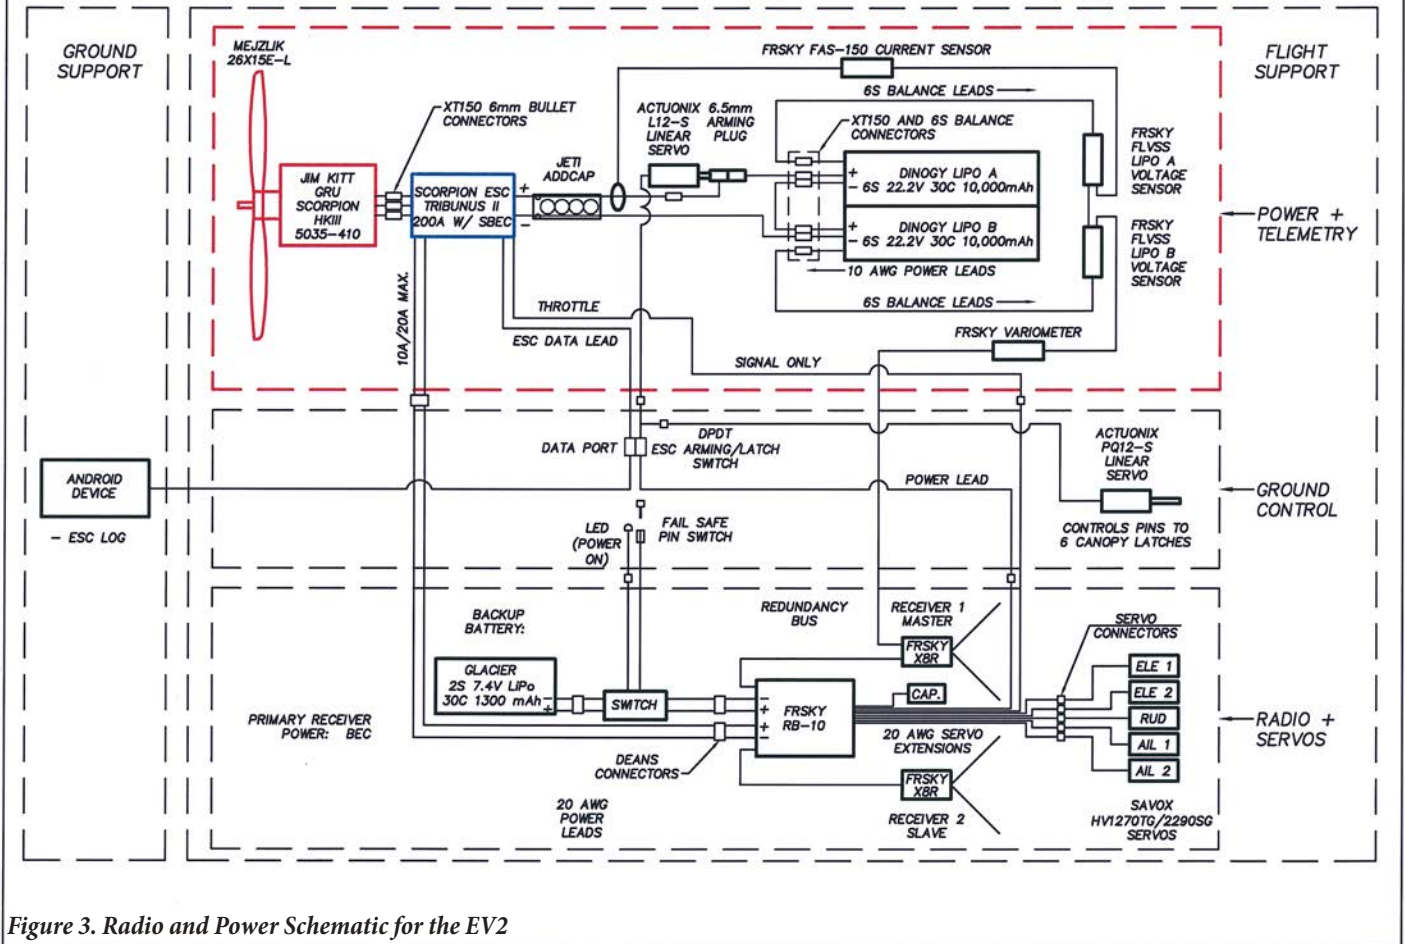 GROUND
SUPPORT
FLIGHT
SUPPORT
MEJZLIK
26X15E-L
FRSKY FAS-150 CURRENT SENSOR
6S BALANCE LEADS
XT150 6mm BULLET
CONNECTORS
ACTUONIX
L12-S
LINEAR
SERVO
6.5mm
ARMING
PLUG
XT150 AND 6S BALANCE
CONNECTORS
FRSKY
FLVSS
LIPO A
VOLTAGE
SENSOR
JETI
ADDCAP
JIM KITT
GRU
SCORPION
HKIII
5035-410
SCORPION ESC
TRIBUNUS II
200A W/ SBEC
+
−
+
−
DINOGY LIPO A
6S 22.2V 30C 10,000mAh
+
−
DINOGY LIPO B
6S 22.2V 30C 10,000mAh
POWER +
TELEMETRY
FRSKY
FLVSS
LIPO B
VOLTAGE
SENSOR
10 AWG POWER LEADS
6S BALANCE LEADS
10A/20A MAX.
THROTTLE
ESC DATA LEAD
FRSKY VARIOMETER
SIGNAL ONLY
DATA PORT
DPDT
ESC ARMING/LATCH
SWITCH
ACTUONIX
PQ12-S
LINEAR
SERVO
ANDROID
DEVICE
- ESC LOG
POWER LEAD
GROUND
CONTROL
LED
(POWER
ON)
FAIL SAFE
PIN SWITCH
CONTROLS PINS TO
6 CANOPY LATCHES
BACKUP
BATTERY:
REDUNDANCY
BUS
RECEIVER 1
MASTER
SERVO
CONNECTORS
FRSKY
X8R
GLACIER
2S 7.4V LiPo
30C 1300 mAh
−
+
SWITCH
−
+
+
−
FRSKY
RB-10
CAP.
ELE 1
ELE 2
RUD
AIL 1
AIL 2
PRIMARY RECEIVER
POWER: BEC
RADIO +
SERVOS
20 AWG SERVO
EXTENSIONS
DEANS
CONNECTORS
FRSKY
X8R
20 AWG
POWER
LEADS
RECEIVER 2
SLAVE
SAVOX
HV1270TG/2290SG
SERVOS
Figure 3. Radio and Power Schematic for the EV2